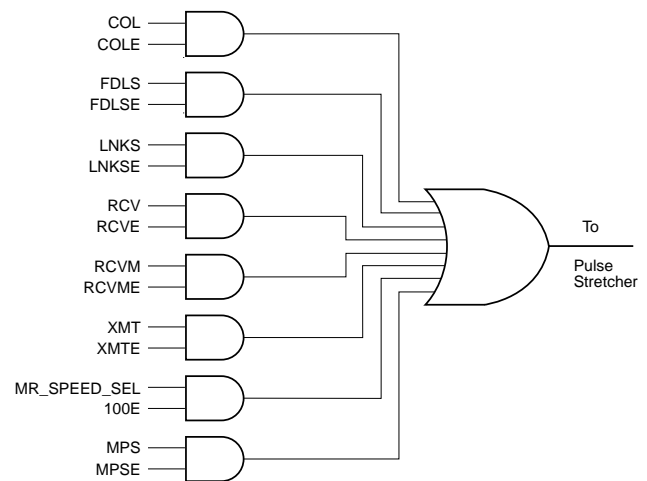 COL
COLE
FDLS
FDLSE
LNKS
LNKSE
RCV
RCVE
RCVM
RCVME
XMT
XMTE
MR_SPEED_SEL
100E
MPS
MPSE
To
Pulse
Stretcher